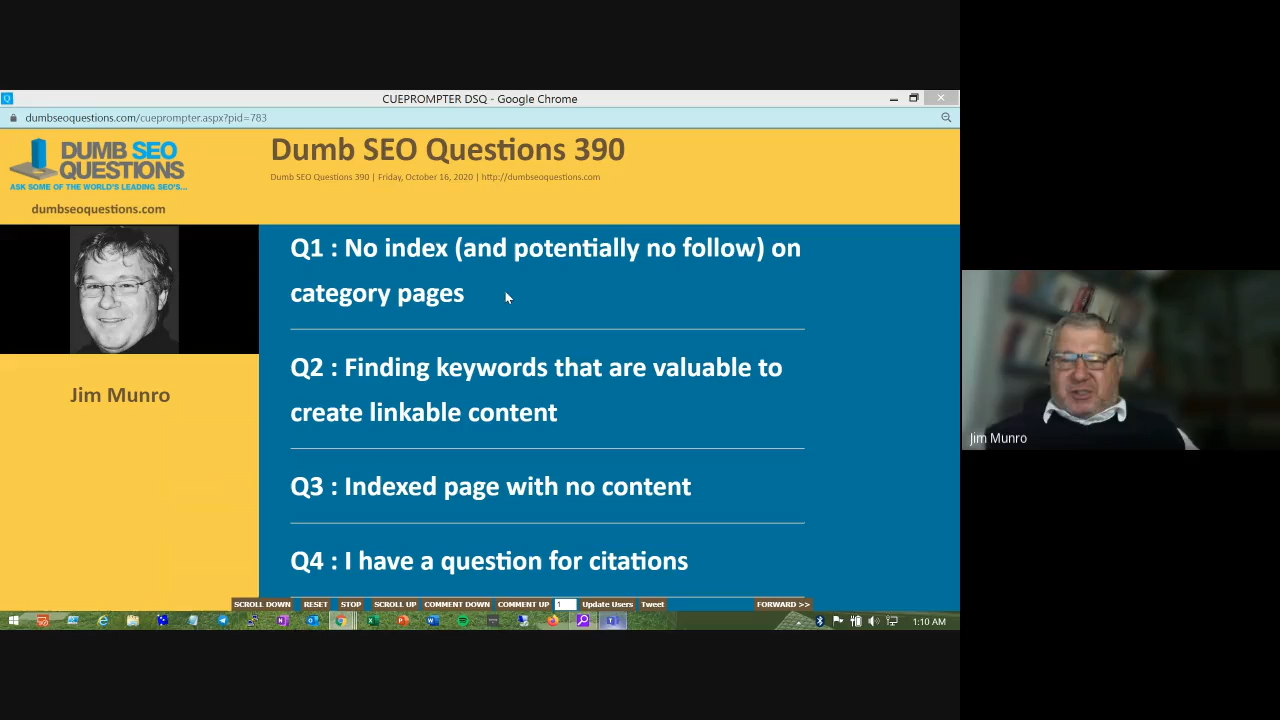 CUEPROMPTER DSQ - Google Chrome
dumbseoquestions.com/cueprompter.aspx?pid=783
DUMB SEO
QUESTIONS
ASK SOME OF THE WORLD'S LEADING SEO'S...
dumbseoquestions.com
Dumb SEO Questions 390
Dumb SEO Questions 390 | Friday, October 16, 2020 | http://dumbseoquestions.com
Jim Munro
Q1 : No index (and potentially no follow) on
category pages
Q2 : Finding keywords that are valuable to
create linkable content
Q3 : Indexed page with no content
Q4 : I have a question for citations
SCROLL DOWN RESET STOP SCROLL UP COMMENT DOWN COMMENT UP 1 Update Users Tweet FORWARD >>
1:10 AM
Jim Munro